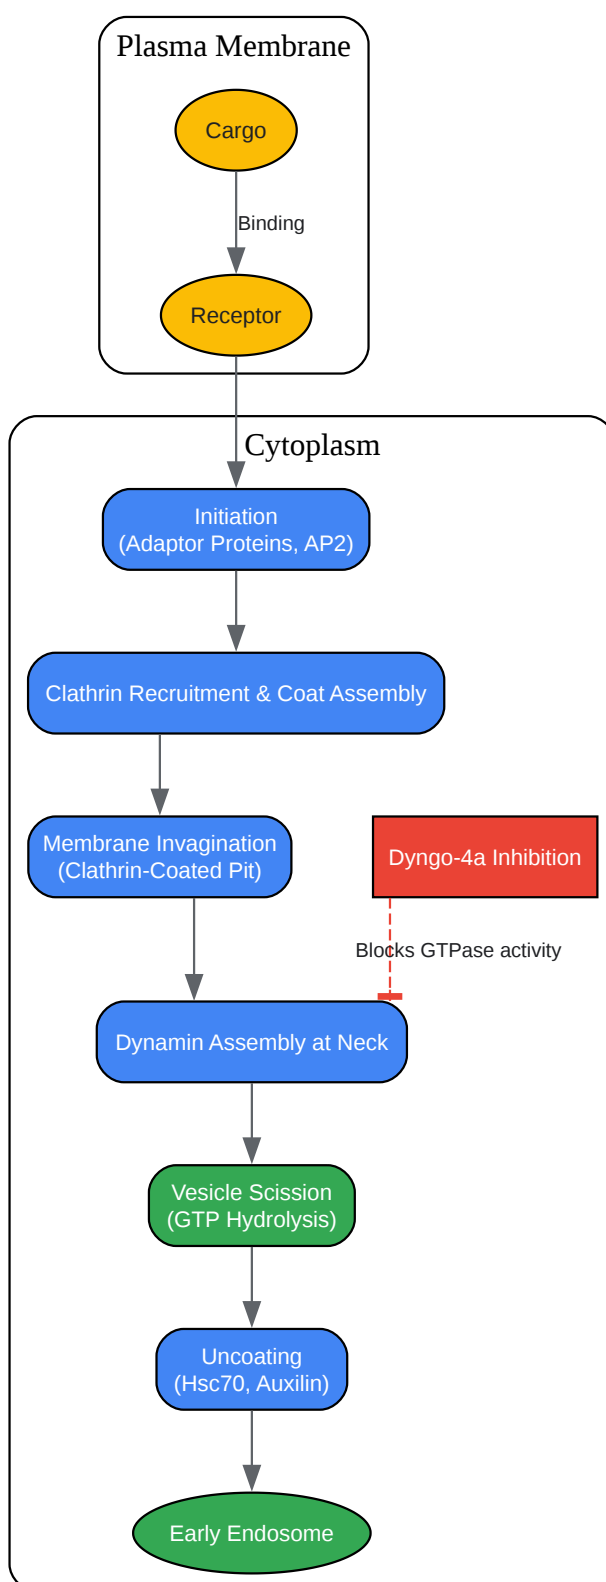 Plasma Membrane
Cargo
Binding
Receptor
Cytoplasm
Initiation
(Adaptor Proteins, AP2)
Clathrin Recruitment & Coat Assembly
Membrane Invagination
(Clathrin-Coated Pit)
Dyngo-4a Inhibition
Blocks GTPase activity
Dynamin Assembly at Neck
Vesicle Scission
(GTP Hydrolysis)
Uncoating
(Hsc70, Auxilin)
Early Endosome